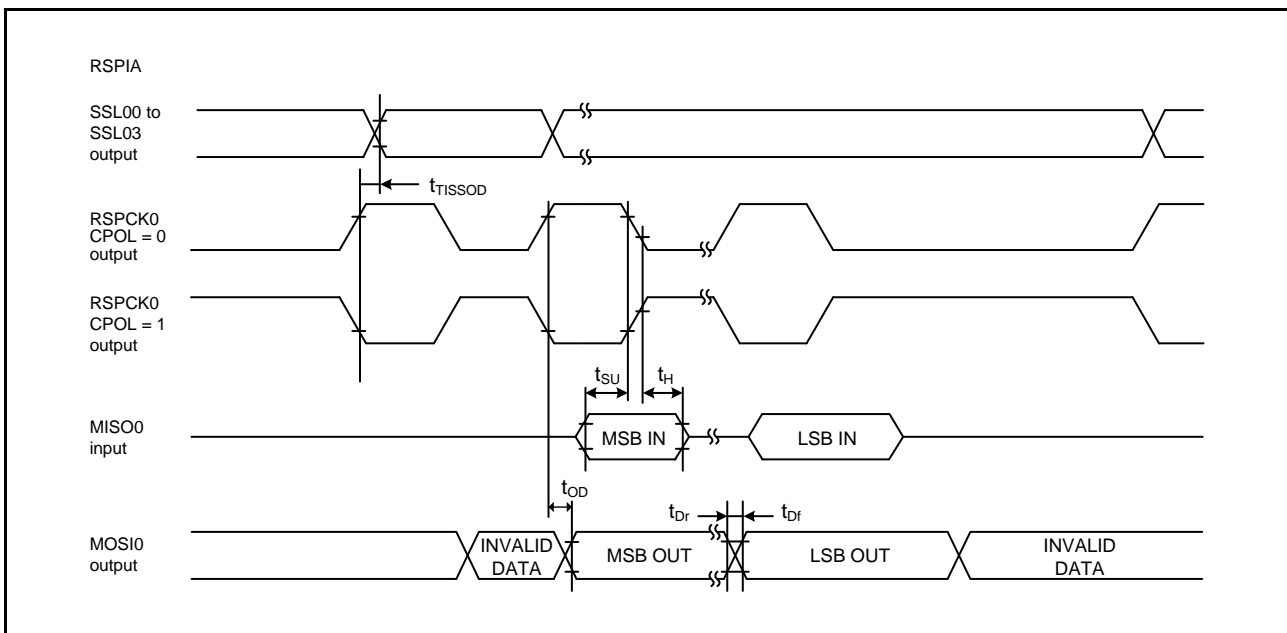 RSPIA
SSL00 to
SSL03
output
tTISSOD
RSPCK0
CPOL = 0
output
RSPCK0
CPOL = 1
output
tSU
tH
MISO0
input
MSB IN
LSB IN
tOD
tDr
tDf
MOSI0
output
INVALID
DATA
MSB OUT
LSB OUT
INVALID
DATA